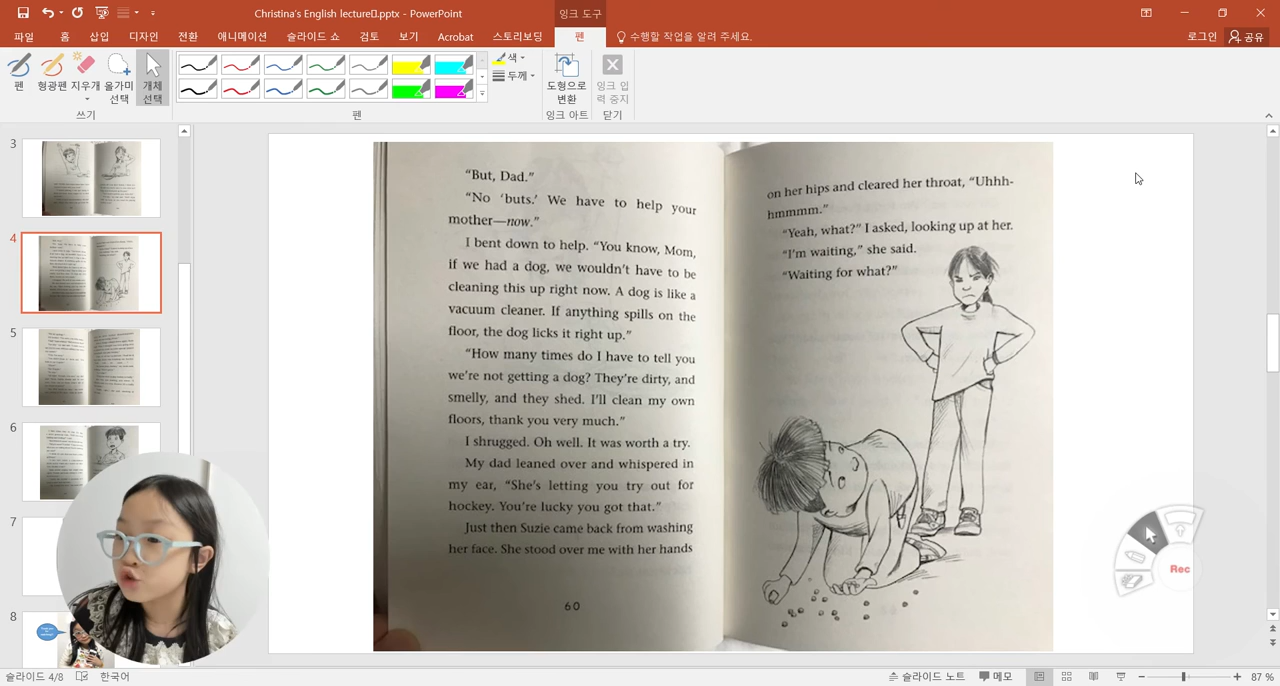 Christina's English lecture.pptx - PowerPoint
잉크 도구
파일
홈
삽입
디자인
전환
애니메이션
슬라이드 쇼
검토
보기
Acrobat
스토리보딩
펜
수행할 작업을 알려 주세요.
로그인
공유
펜
형광펜
지우개
올가미 선택
개체 선택
색
두께
도형으로 변환
잉크 입력 중지
쓰기
펜
잉크 아트
닫기
3
4
5
6
7
8
"But, Dad."
"No 'buts.' We have to help your
mother—now."
I bent down to help. "You know, Mom,
if we had a dog, we wouldn't have to be
cleaning this up right now. A dog is like a
vacuum cleaner. If anything spills on the
floor, the dog licks it right up."
"How many times do I have to tell you
we're not getting a dog? They're dirty, and
smelly, and they shed. I'll clean my own
floors, thank you very much."
I shrugged. Oh well. It was worth a try.
My dad leaned over and whispered in
my ear, "She's letting you try out for
hockey. You're lucky you got that."
Just then Suzie came back from washing
her face. She stood over me with her hands
60
on her hips and cleared her throat, "Uhhh-
hmmmm."
"Yeah, what?" I asked, looking up at her.
"I'm waiting," she said.
"Waiting for what?"
Rec
슬라이드 4/8
한국어
슬라이드 노트
메모
87 %